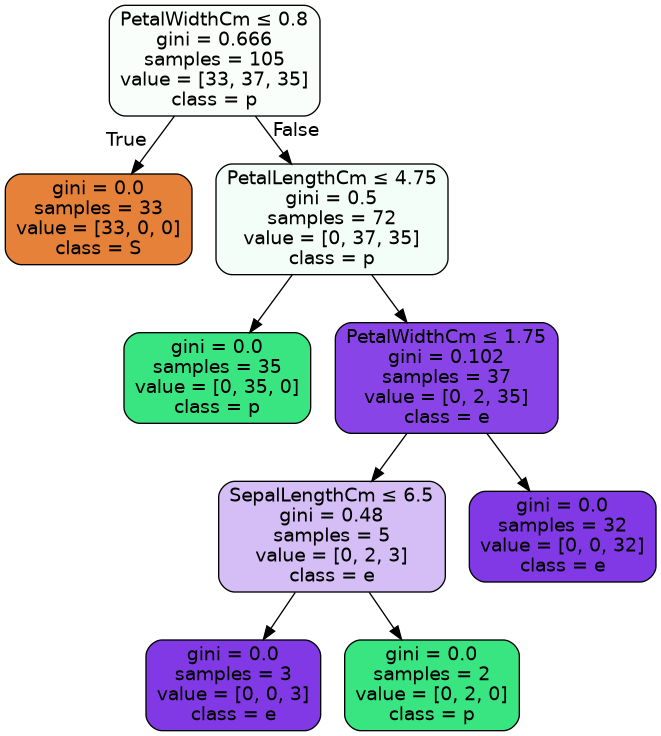 PetalWidthCm ≤ 0.8
gini = 0.666
samples = 105
value = [33, 37, 35]
class = p
True
False
gini = 0.0
samples = 33
value = [33, 0, 0]
class = S
PetalLengthCm ≤ 4.75
gini = 0.5
samples = 72
value = [0, 37, 35]
class = p
gini = 0.0
samples = 35
value = [0, 35, 0]
class = p
PetalWidthCm ≤ 1.75
gini = 0.102
samples = 37
value = [0, 2, 35]
class = e
SepalLengthCm ≤ 6.5
gini = 0.48
samples = 5
value = [0, 2, 3]
class = e
gini = 0.0
samples = 32
value = [0, 0, 32]
class = e
gini = 0.0
samples = 3
value = [0, 0, 3]
class = e
gini = 0.0
samples = 2
value = [0, 2, 0]
class = p